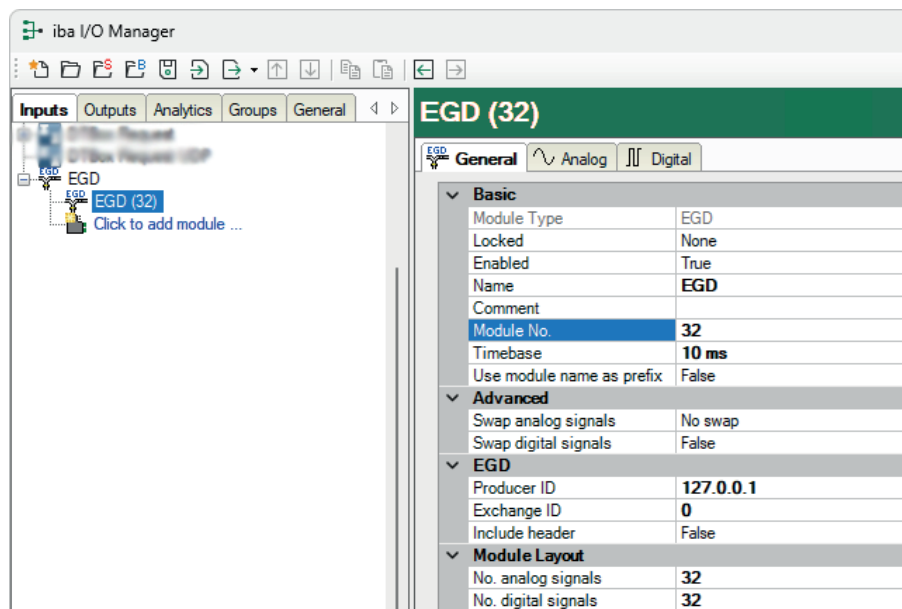 iba I/O Manager
Inputs Outputs Analytics Groups General
EGD
EGD (32)
Click to add module ...
EGD (32)
General Analog Digital
Basic
Module Type EGD
Locked None
Enabled True
Name EGD
Comment
Module No. 32
Timebase 10 ms
Use module name as prefix False
Advanced
Swap analog signals No swap
Swap digital signals False
EGD
Producer ID 127.0.0.1
Exchange ID 0
Include header False
Module Layout
No. analog signals 32
No. digital signals 32